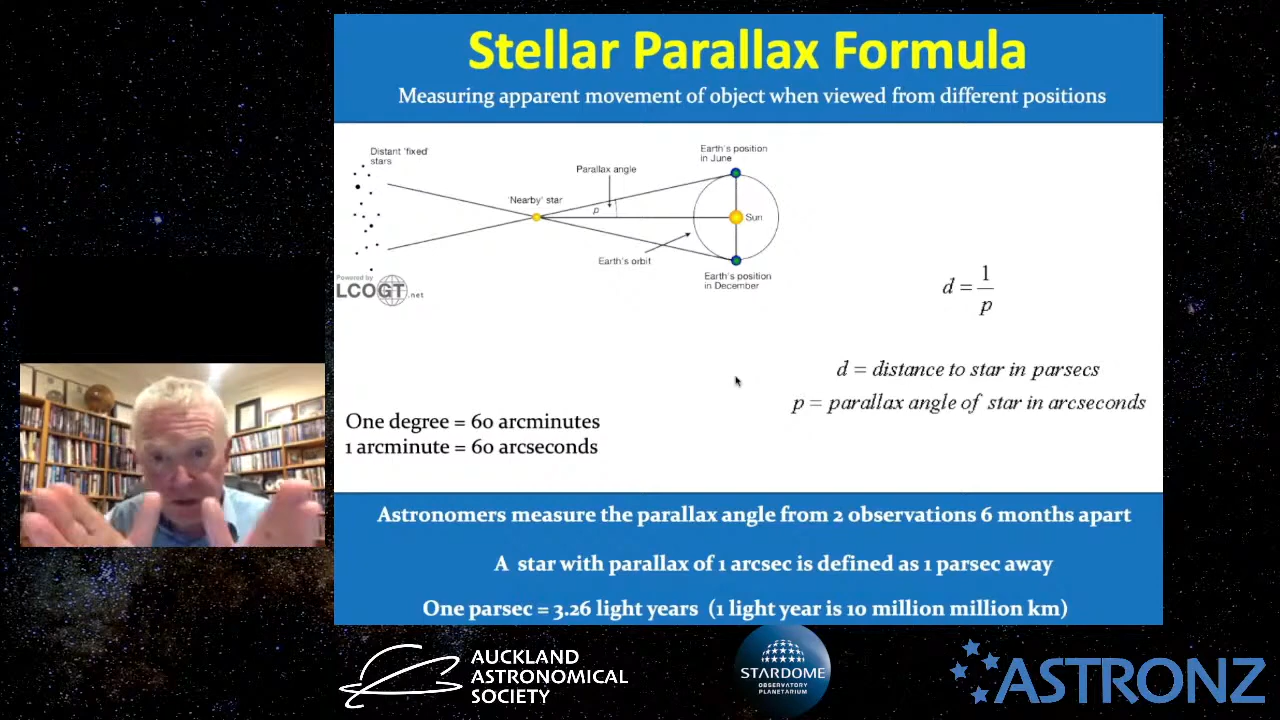 Stellar Parallax Formula
Measuring apparent movement of object when viewed from different positions
Distant 'fixed'
stars
Earth's position
in June
Parallax angle
'Nearby' star
p
Sun
Earth's orbit
Earth's position
in December
Powered by
LCOGT.net
d = 1/p
d = distance to star in parsecs
p = parallax angle of star in arcseconds
One degree = 60 arcminutes
1 arcminute = 60 arcseconds
Astronomers measure the parallax angle from 2 observations 6 months apart
A star with parallax of 1 arcsec is defined as 1 parsec away
One parsec = 3.26 light years (1 light year is 10 million million km)
AUCKLAND
ASTRONOMICAL
SOCIETY
STARDOME
OBSERVATORY
PLANETARIUM
ASTRONZ